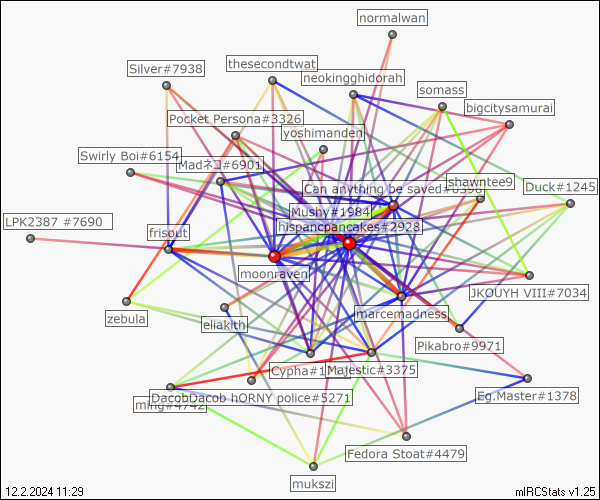 normalwan
Silver#7938
thesecondtwat
neokingghidorah
somass
bigcitysamurai
Pocket Persona#3326
yoshimanden
Swirly Boi#6154
Madネコ#6901
Can anything be saved
shawntee9
Duck#1245
Mushy#1984
LPK2387 #7690
frisout
hispancpancakes#2928
moonraven
JKOUYH VIII#7034
zebula
eliakith
marcemadness
Pikabro#9971
Cypha#1
Majestic#3375
DacobDacob hORNY police#5271
Eg.Master#1378
ming#4742
Fedora Stoat#4479
mukszi
12.2.2024 11:29
mIRCStats v1.25